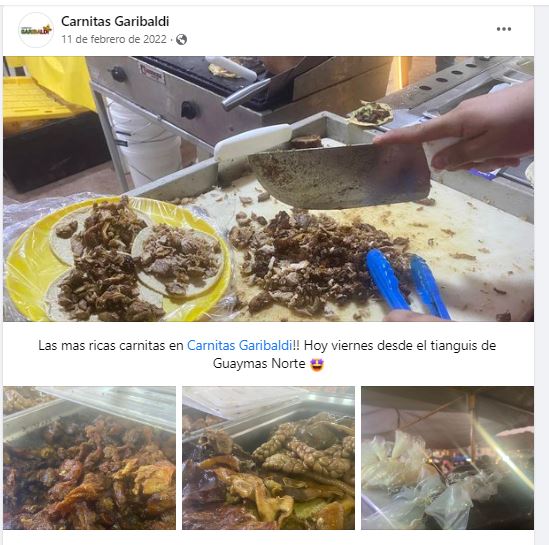 Carnitas Garibaldi
GARIBALDI
11 de febrero de 2022 ·
Las mas ricas carnitas en Carnitas Garibaldi!! Hoy viernes desde el tianguis de
Guaymas Norte 🤩